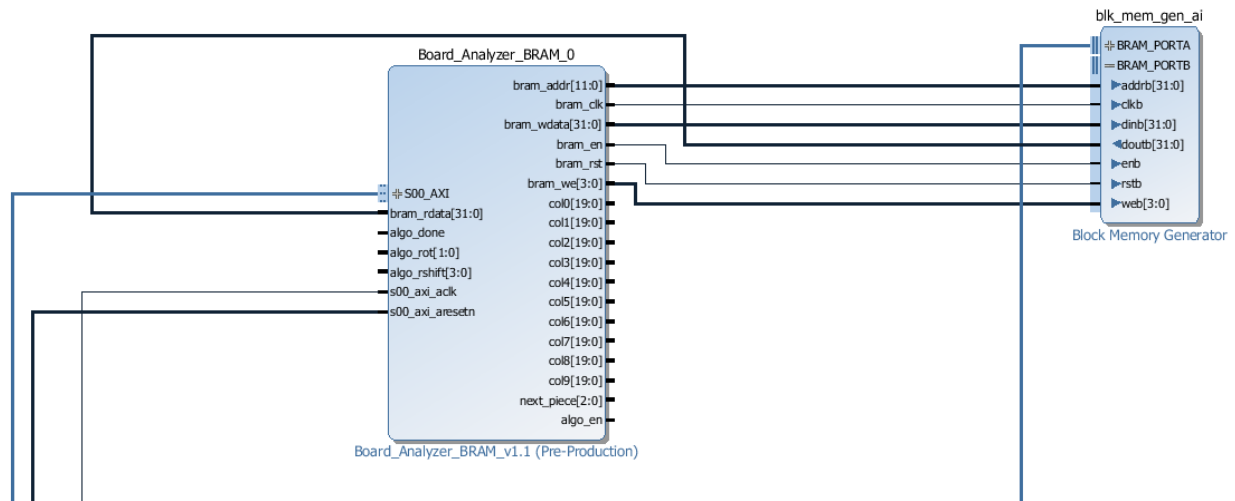 blk_mem_gen_ai
BRAM_PORTA
BRAM_PORTB
addrb[31:0]
clkb
dinb[31:0]
doutb[31:0]
enb
rstb
web[3:0]
Block Memory Generator
Board_Analyzer_BRAM_0
bram_addr[11:0]
bram_clk
bram_wdata[31:0]
bram_en
bram_rst
bram_we[3:0]
col0[19:0]
col1[19:0]
col2[19:0]
col3[19:0]
col4[19:0]
col5[19:0]
col6[19:0]
col7[19:0]
col8[19:0]
col9[19:0]
next_piece[2:0]
algo_en
S00_AXI
bram_rdata[31:0]
algo_done
algo_rot[1:0]
algo_rshift[3:0]
s00_axi_aclk
s00_axi_aresetn
Board_Analyzer_BRAM_v1.1 (Pre-Production)